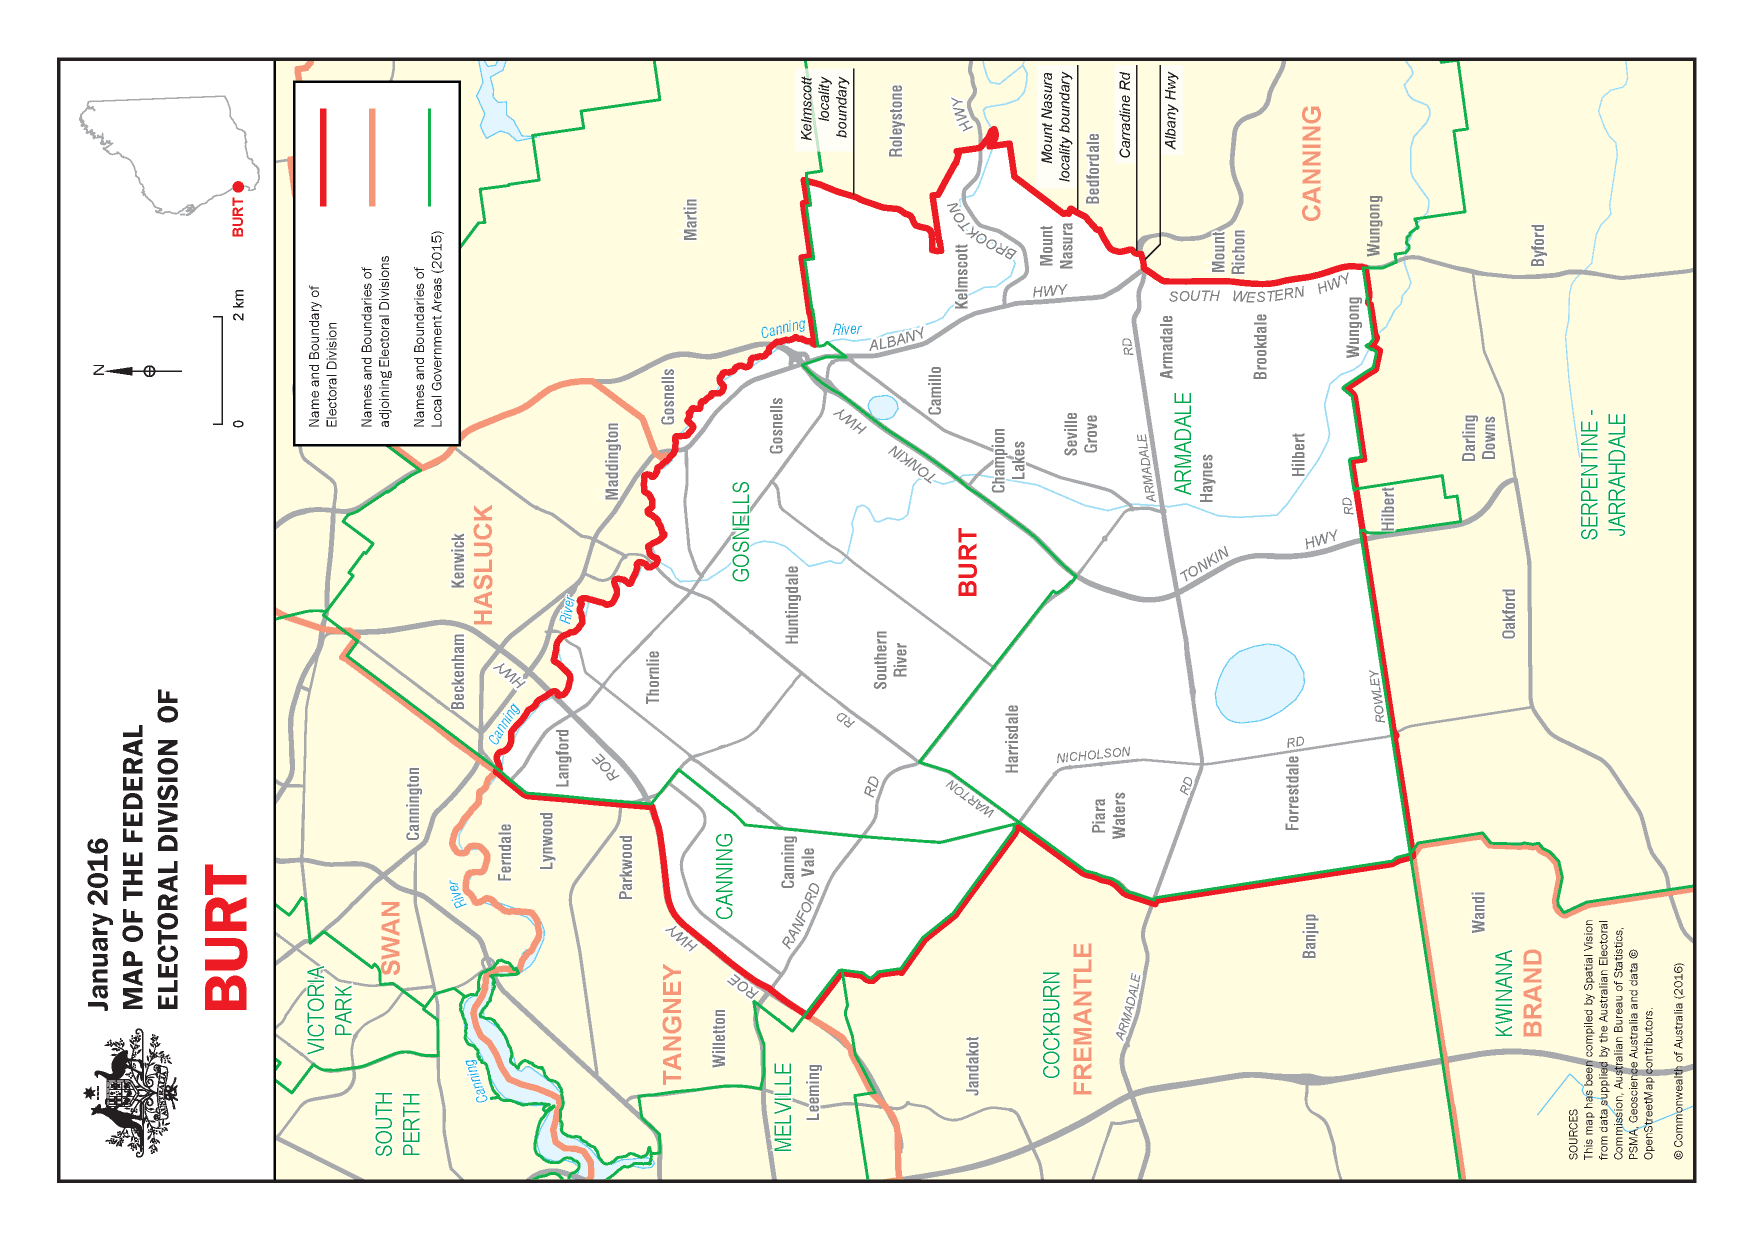 January 2016
MAP OF THE FEDERAL
ELECTORAL DIVISION OF
BURT
0
2 km
N
BURT
Name and Boundary of
Electoral Division
Names and Boundaries of
adjoining Electoral Divisions
Names and Boundaries of
Local Government Areas (2015)
Kelmscott
locality
boundary
Mount Nasura
locality boundary
Carradine Rd
Albany Hwy
VICTORIA
PARK
SOUTH
PERTH
SWAN
Cannington
Canning
River
Beckenham
Kenwick
HASLUCK
HWY
Canning
River
Ferndale
Lynwood
Langford
ROE
Parkwood
Maddington
Gosnells
Martin
Thornlie
TANGNEY
HWY
ROE
Willetton
MELVILLE
Leeming
CANNING
Canning
Vale
RANFORD
RD
RD
GOSNELLS
Gosnells
Huntingdale
Southern
River
Canning
River
ALBANY
HWY
HWY
TONKIN
Camillo
Roleystone
HWY
BROOKTON
Kelmscott
Mount
Nasura
Bedfordale
BURT
Champion
Lakes
Seville
Grove
Harrisdale
WARTON
NICHOLSON
RD
Piara
Waters
RD
Jandakot
COCKBURN
FREMANTLE
ARMADALE
ARMADALE
RD
Armadale
ARMADALE
Haynes
TONKIN
HWY
SOUTH WESTERN HWY
Mount
Richon
Brookdale
Hilbert
Wungong
Wungong
CANNING
Forrestdale
Banjup
ROWLEY
RD
Hilbert
Darling
Downs
Byford
Oakford
SERPENTINE -
JARRAHDALE
Wandi
KWINANA
BRAND
SOURCES
This map has been compiled by Spatial Vision
from data supplied by the Australian Electoral
Commission, Australian Bureau of Statistics,
PSMA, Geoscience Australia and data ©
OpenStreetMap contributors.
© Commonwealth of Australia (2016)